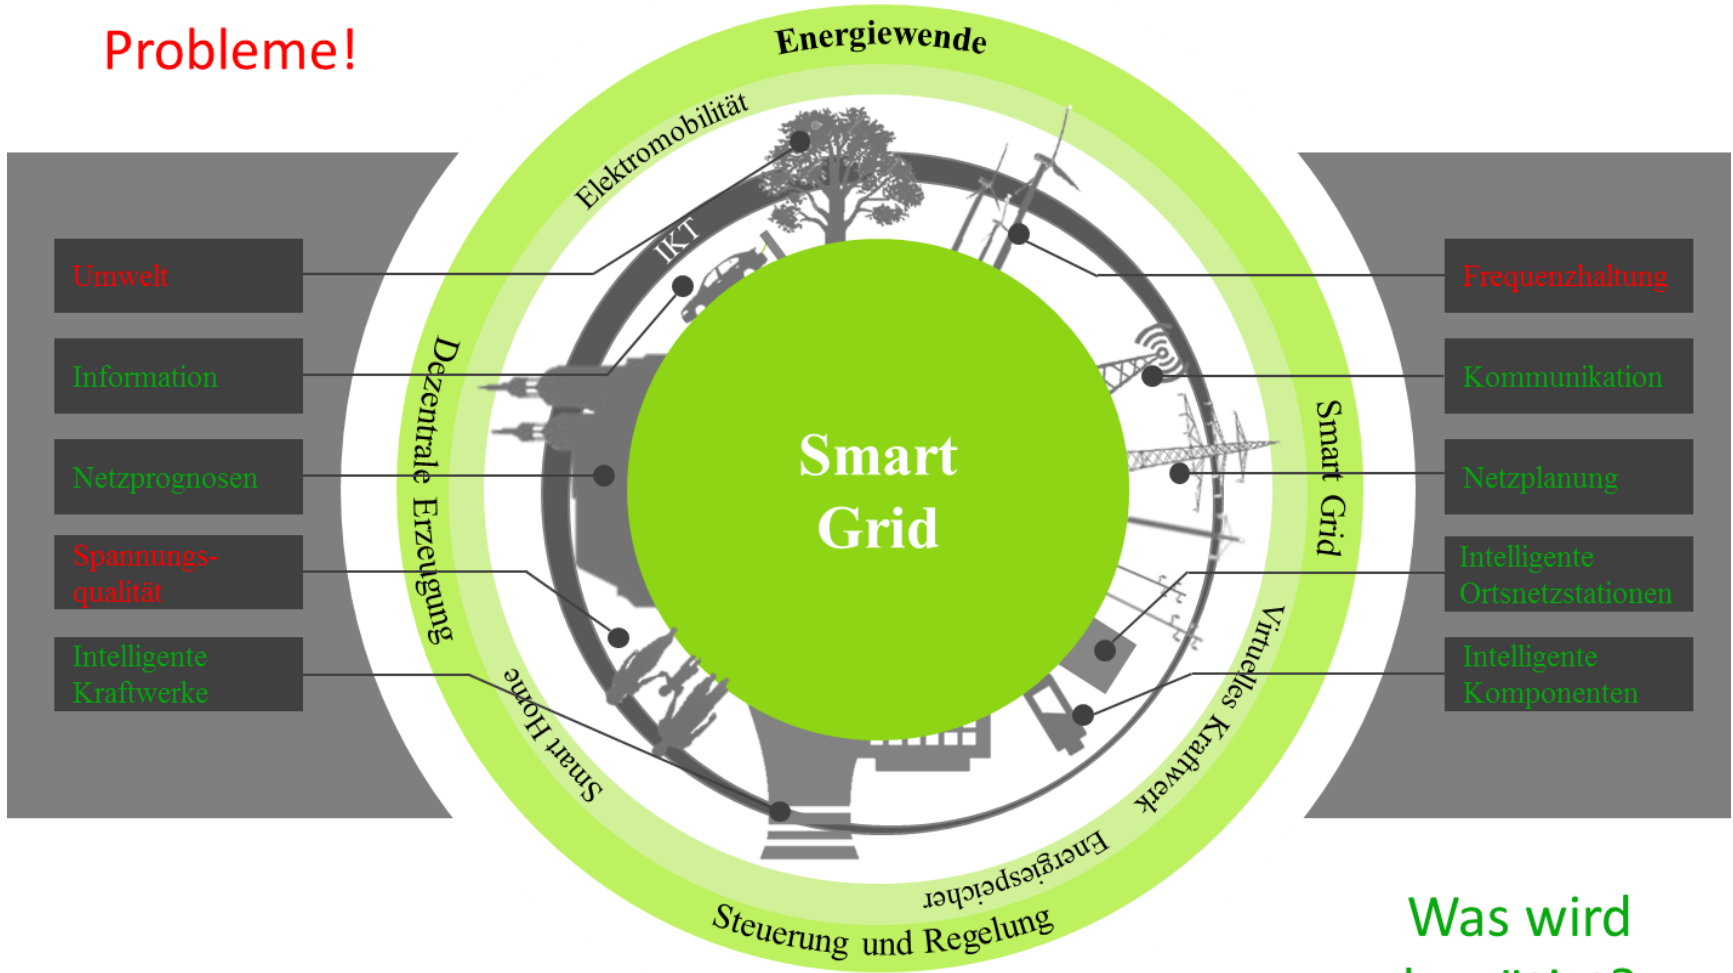 Probleme!
Energiewende
Elektromobilität
IKT
Umwelt
Information
Netzprognosen
Spannungs-
qualität
Intelligente
Kraftwerke
Dezentrale Erzeugung
Smart
Grid
Frequenzhaltung
Kommunikation
Netzplanung
Intelligente
Ortsnetzstationen
Intelligente
Komponenten
Smart Grid
Virtuelles Kraftwerk
Smart Home
Energiespeicher
Steuerung und Regelung
Was wird